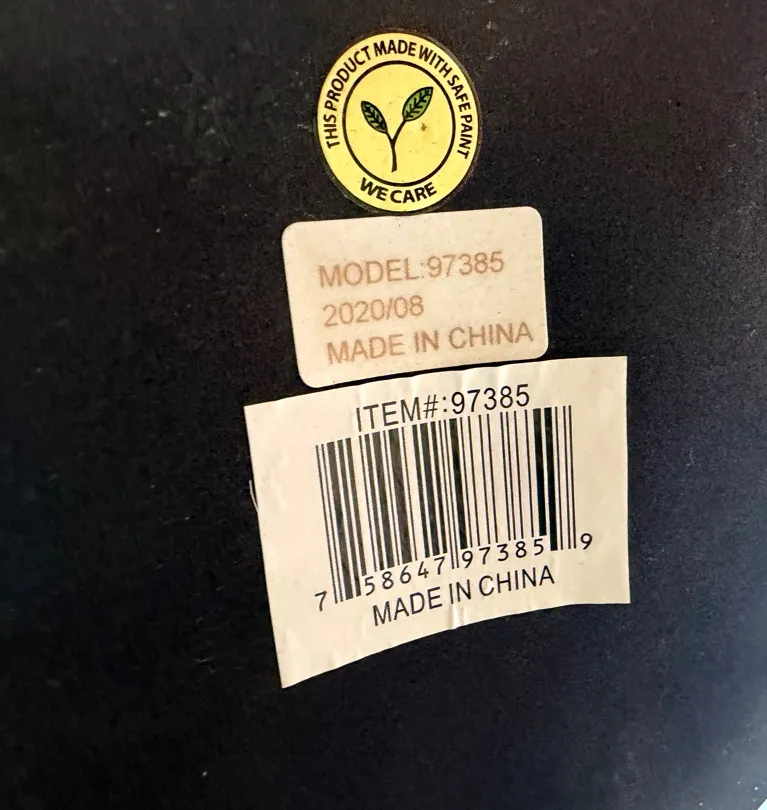 THIS PRODUCT MADE WITH SAFE PAINT
WE CARE
MODEL:97385
2020/08
MADE IN CHINA
ITEM#:97385
7 58647 97385 9
MADE IN CHINA